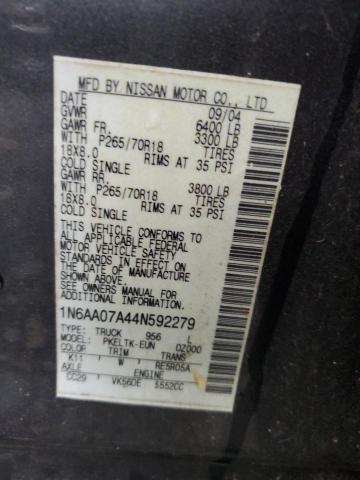 MFD BY NISSAN MOTOR CO., LTD
DATE 09/04
GVWR 6400 LB
GAWR FR. 3300 LB
WITH P265/70R18 TIRES
18X8.0 RIMS AT 35 PSI
COLD SINGLE
GAWR RR. 3800 LB
WITH P265/70R18 TIRES
18X8.0 RIMS AT 35 PSI
COLD SINGLE
THIS VEHICLE CONFORMS TO
ALL APPLICABLE FEDERAL
MOTOR VEHICLE SAFETY
STANDARDS IN EFFECT ON THE
DATE OF MANUFACTURE
SHOWN ABOVE.
SEE OWNERS MANUAL FOR
ADDITIONAL INFORMATION
1N6AA07A44N592279
TYPE: TRUCK 956 L
MODEL: PKELTK-EUN 0Z000
COLOR TRIM TRANS
K11 W RE5R05A
AXLE ENGINE
CC29 VK56DE 5552CC